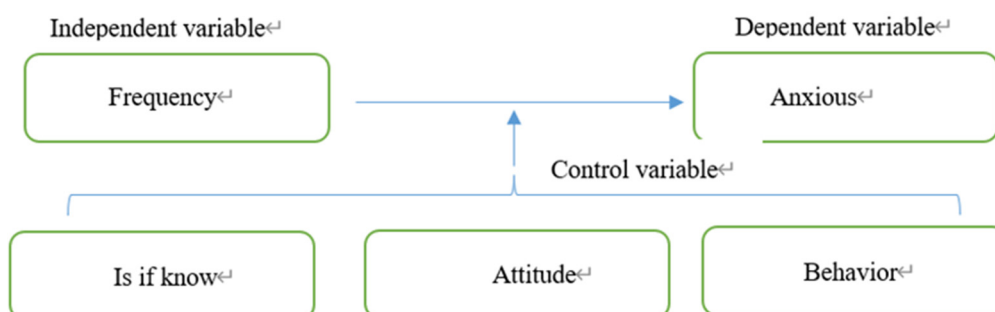 Independent variable↵
Dependent variable↵
Frequency↵
Anxious↵
Control variable↵
Is if know↵
Attitude↵
Behavior↵